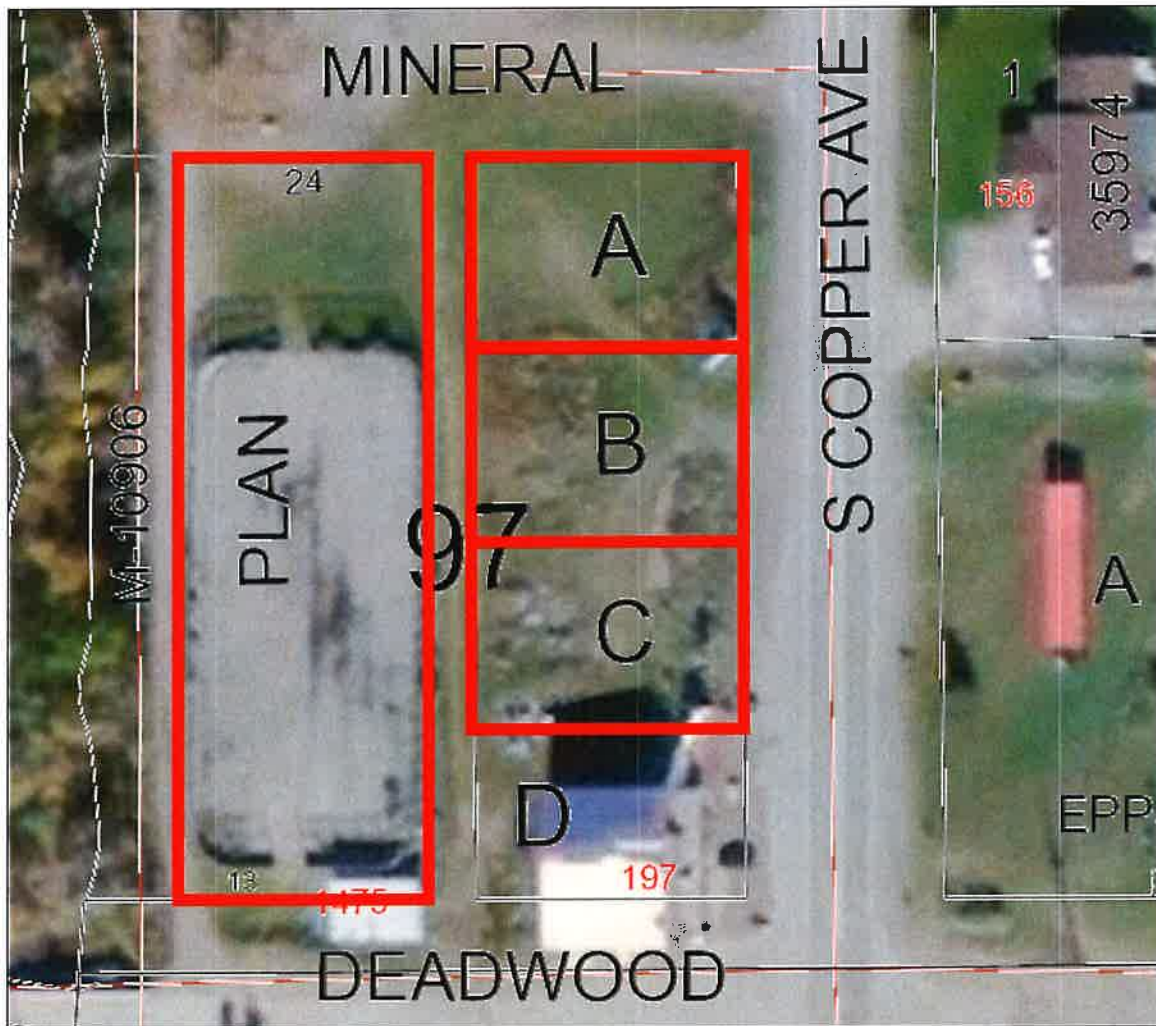 MINERAL
S COPPER AVE
1
35974
156
24
A
B
C
D
M-10906
PLAN
97
A
EPP
13
1475
197
DEADWOOD